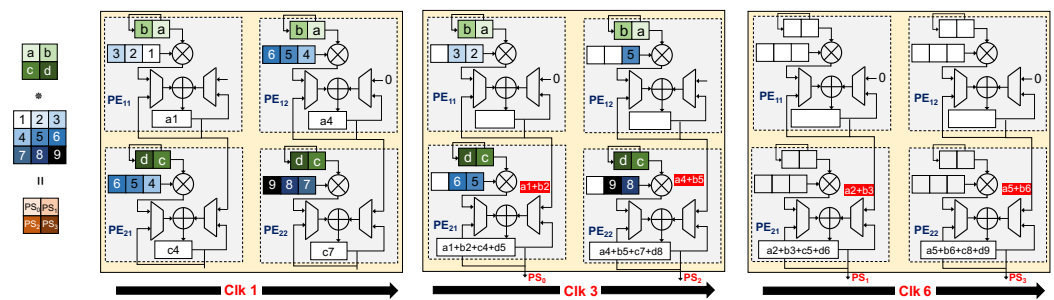 a b
c d
*
1 2 3
4 5 6
7 8 9
=
PS0 PS1
PS2 PS3
b a
3 2 1
PE11
a1
b a
6 5 4
0
PE12
a4
d c
6 5 4
PE21
c4
d c
9 8 7
PE22
c7
Clk 1
b a
3 2
0
PE11
b a
5
0
PE12
d c
6 5
a1+b2
PE21
a1+b2+c4+d5
PS0
d c
9 8
a4+b5
PE22
a4+b5+c7+d8
PS2
Clk 3
0
PE11
0
PE12
a2+b3
PE21
a2+b3+c5+d6
PS1
a5+b6
PE22
a5+b6+c8+d9
PS3
Clk 6